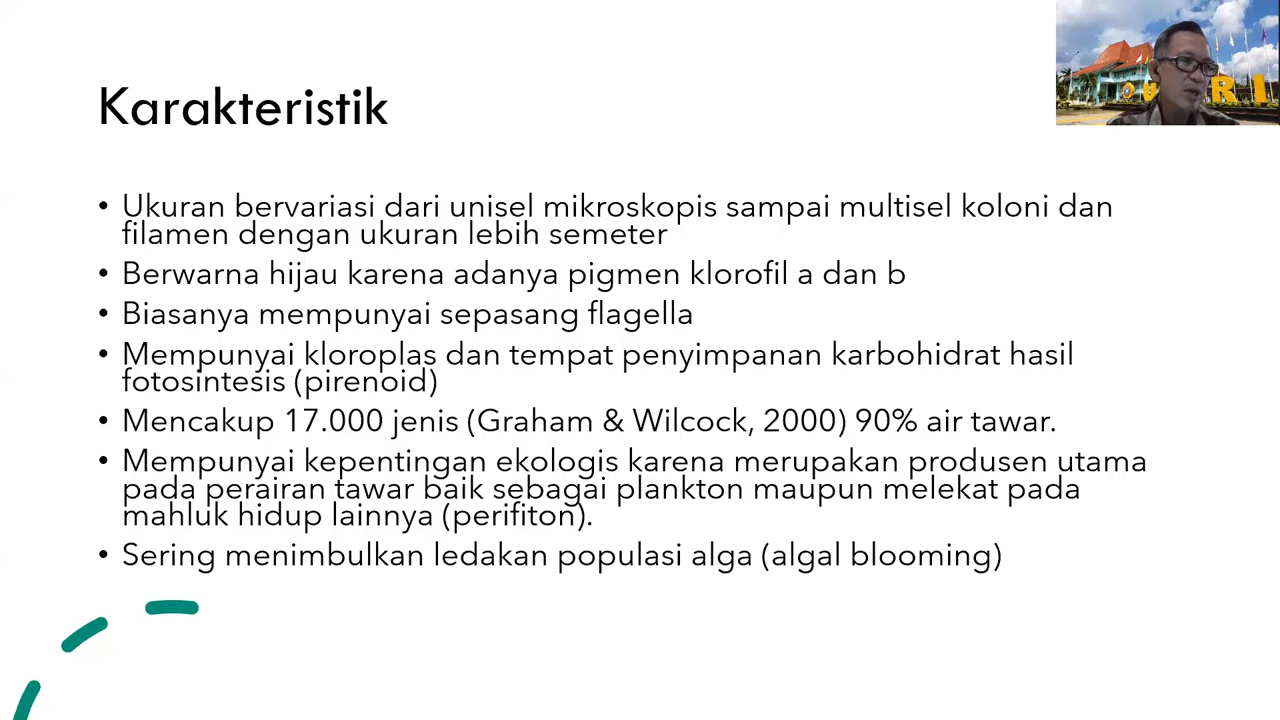 Karakteristik
• Ukuran bervariasi dari unisel mikroskopis sampai multisel koloni dan
filamen dengan ukuran lebih semeter
• Berwarna hijau karena adanya pigmen klorofil a dan b
• Biasanya mempunyai sepasang flagella
• Mempunyai kloroplas dan tempat penyimpanan karbohidrat hasil
fotosintesis (pirenoid)
• Mencakup 17.000 jenis (Graham & Wilcock, 2000) 90% air tawar.
• Mempunyai kepentingan ekologis karena merupakan produsen utama
pada perairan tawar baik sebagai plankton maupun melekat pada
mahluk hidup lainnya (perifiton).
• Sering menimbulkan ledakan populasi alga (algal blooming)